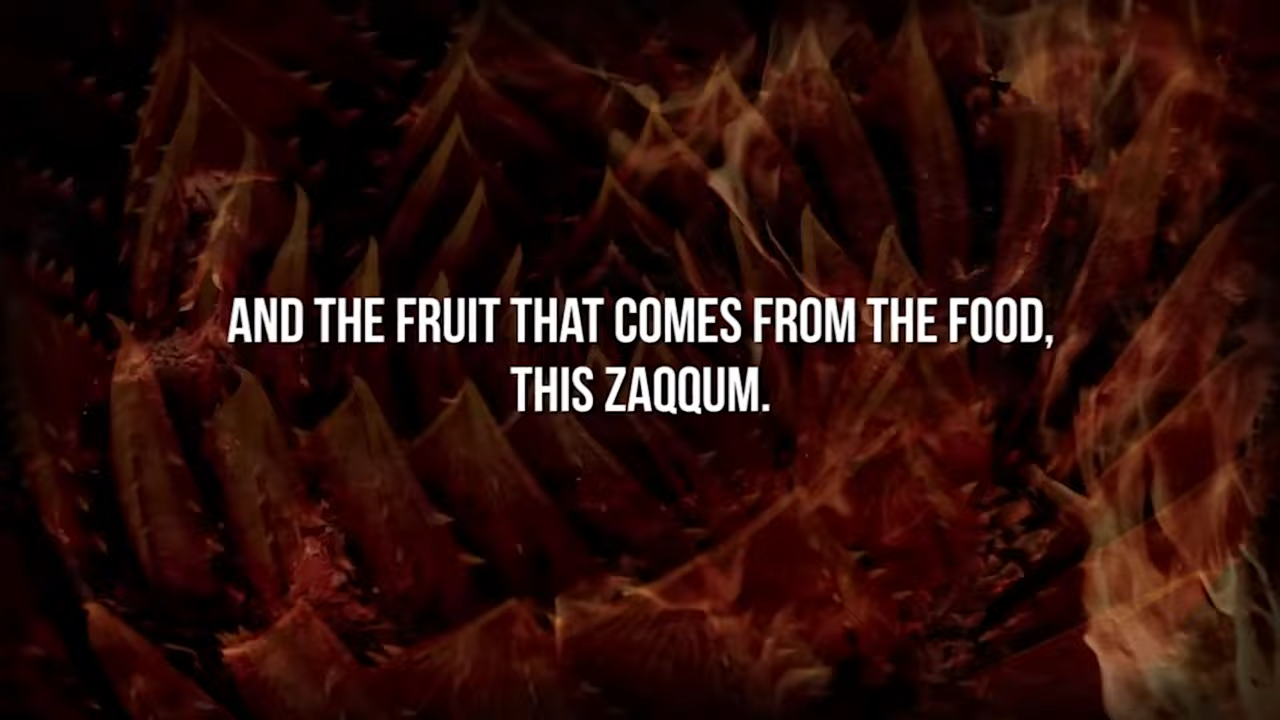 AND THE FRUIT THAT COMES FROM THE FOOD,
THIS ZAQQUM.